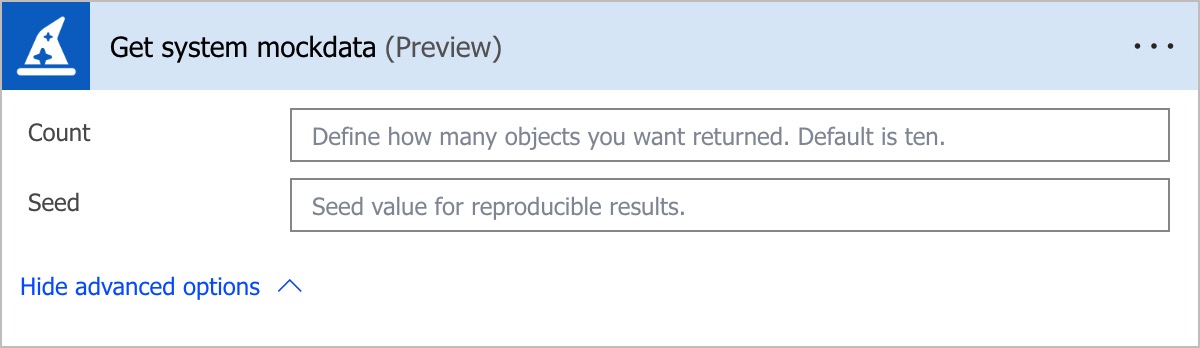 Get system mockdata (Preview)
Count
Define how many objects you want returned. Default is ten.
Seed
Seed value for reproducible results.
Hide advanced options